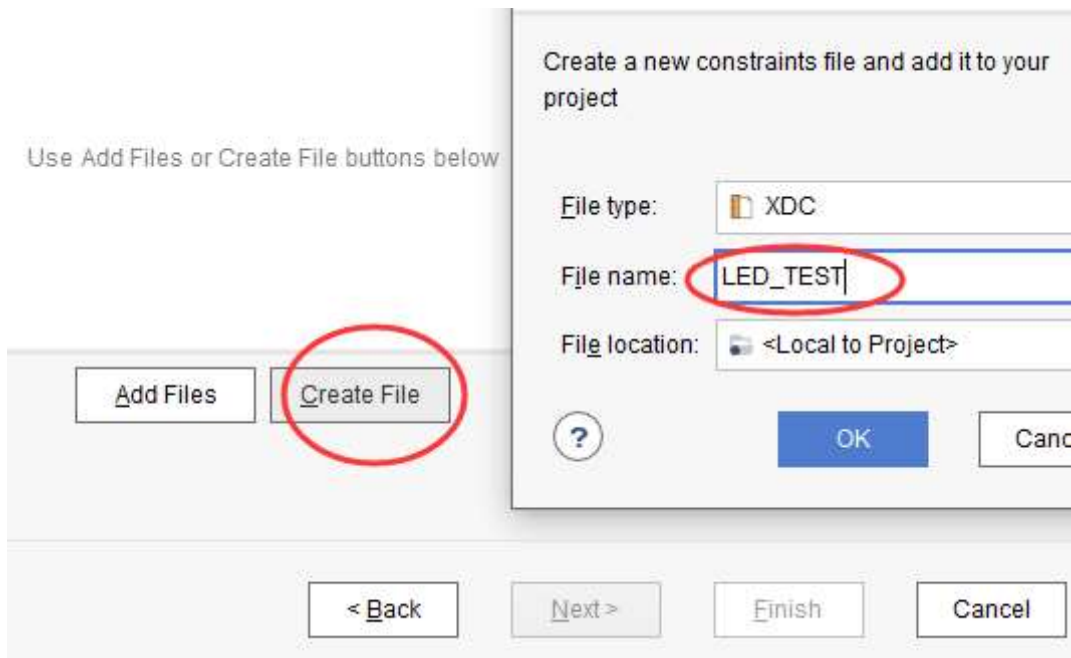 Create a new constraints file and add it to your
project
Use Add Files or Create File buttons below
File type:
XDC
File name:
LED_TEST
File location:
<Local to Project>
Add Files
Create File
?
OK
Canc
< Back
Next >
Finish
Cancel